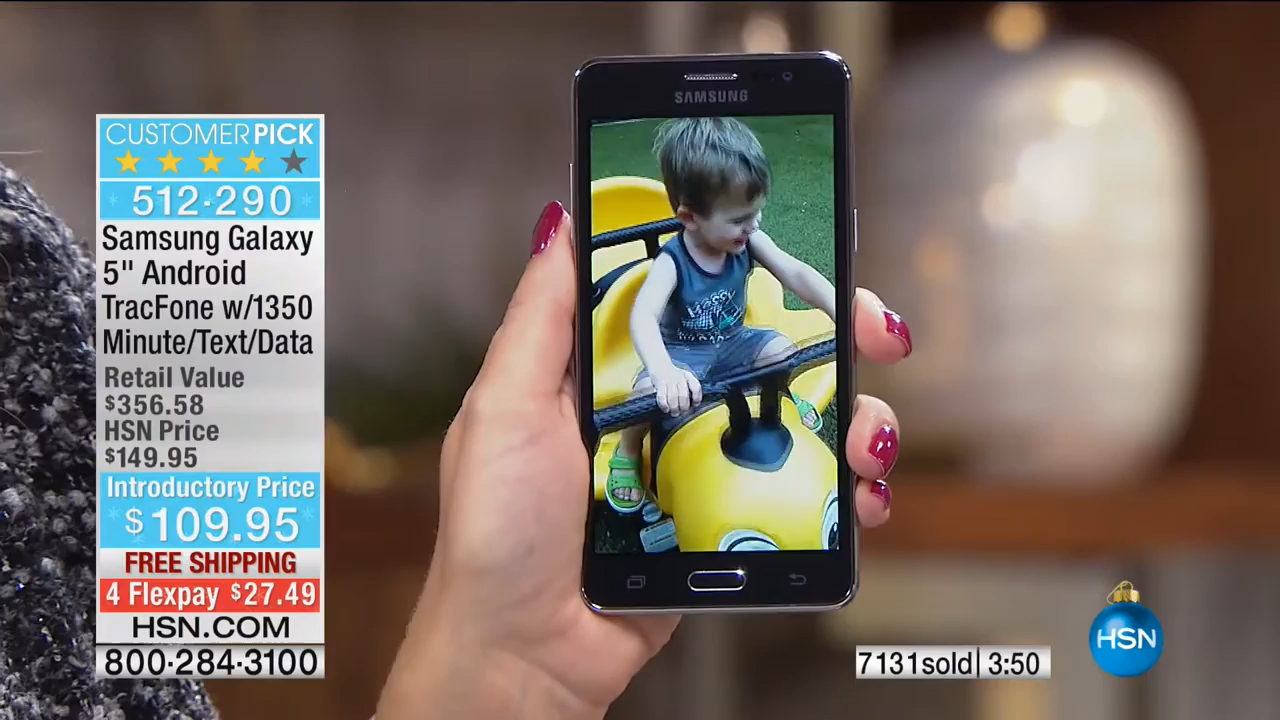 CUSTOMER PICK
512-290
Samsung Galaxy
5" Android
TracFone w/1350
Minute/Text/Data
Retail Value
$356.58
HSN Price
$149.95
Introductory Price
$109.95
FREE SHIPPING
4 Flexpay $27.49
HSN.COM
800-284-3100
SAMSUNG
7131sold 3:50
HSN